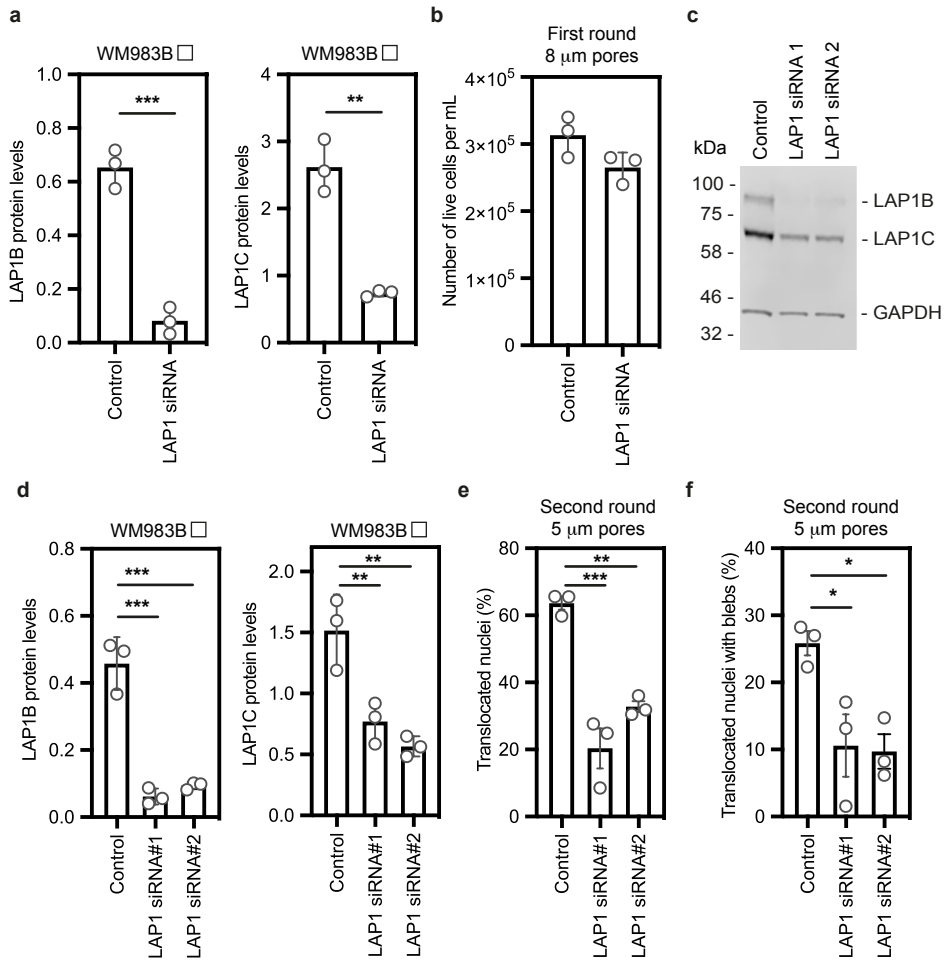 a
WM983B □
LAP1B protein levels
1.0
0.8
0.6
0.4
0.2
0.0
***
Control
LAP1 siRNA
WM983B □
LAP1C protein levels
4
3
2
1
0
**
Control
LAP1 siRNA
b
First round
8 μm pores
Number of live cells per mL
4×10⁵
3×10⁵
2×10⁵
1×10⁵
0
Control
LAP1 siRNA
c
kDa
Control
LAP1 siRNA 1
LAP1 siRNA 2
100 -
75 -
58 -
46 -
32 -
- LAP1B
- LAP1C
- GAPDH
d
WM983B □
LAP1B protein levels
0.8
0.6
0.4
0.2
0.0
***
***
Control
LAP1 siRNA#1
LAP1 siRNA#2
WM983B □
LAP1C protein levels
2.0
1.5
1.0
0.5
0.0
**
**
Control
LAP1 siRNA#1
LAP1 siRNA#2
e
Second round
5 μm pores
Translocated nuclei (%)
80
60
40
20
0
**
***
Control
LAP1 siRNA#1
LAP1 siRNA#2
f
Second round
5 μm pores
Translocated nuclei with blebs (%)
40
30
20
10
0
*
*
Control
LAP1 siRNA#1
LAP1 siRNA#2